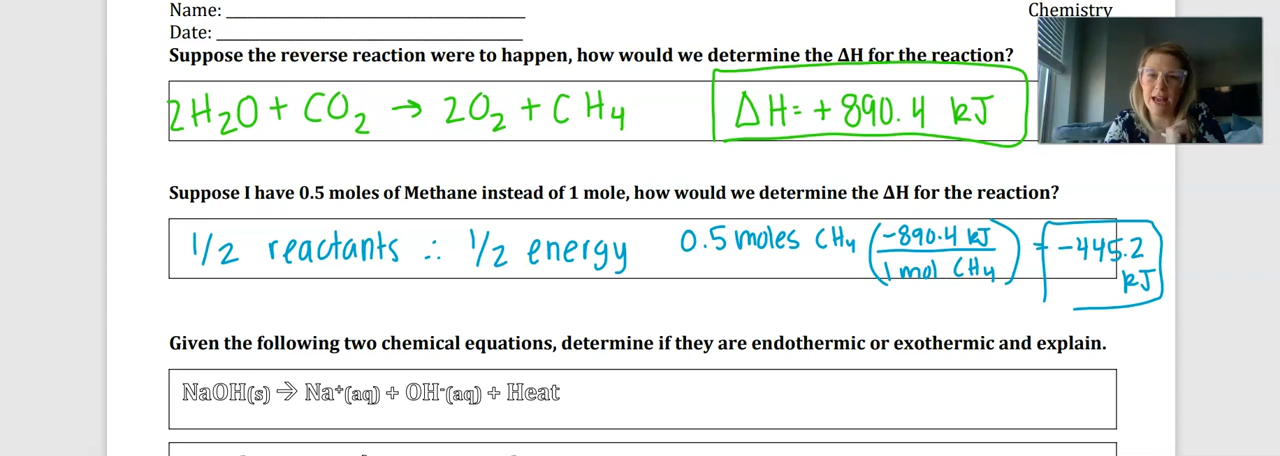 Name: ______________________________
Chemistry
Date: _______________________________
Suppose the reverse reaction were to happen, how would we determine the ΔH for the reaction?
2H₂O + CO₂ → 2O₂ + CH₄ ΔH = +890.4 kJ
Suppose I have 0.5 moles of Methane instead of 1 mole, how would we determine the ΔH for the reaction?
1/2 reactants ∴ 1/2 energy 0.5 moles CH₄ (-890.4 kJ / 1 mol CH₄) = -445.2 kJ
Given the following two chemical equations, determine if they are endothermic or exothermic and explain.
NaOH(s) → Na⁺(aq) + OH⁻(aq) + Heat